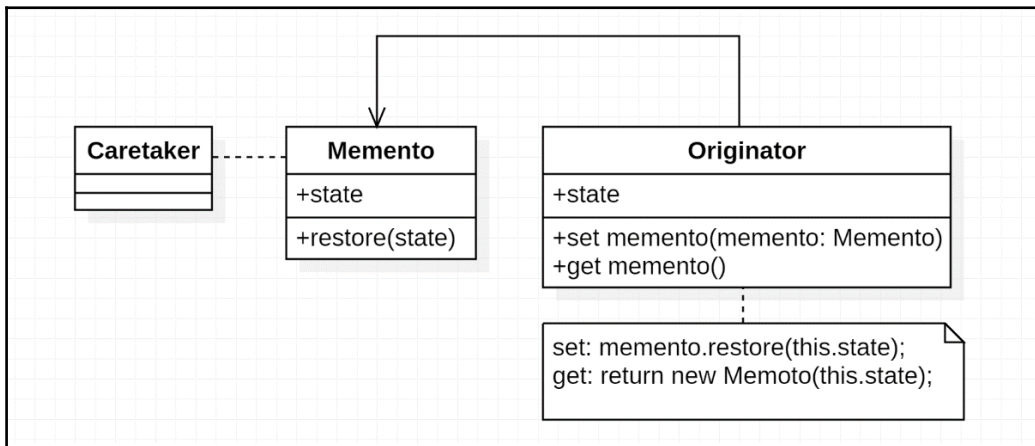 Caretaker
Memento
+state
+restore(state)
Originator
+state
+set memento(memento: Memento)
+get memento()
set: memento.restore(this.state);
get: return new Memoto(this.state);